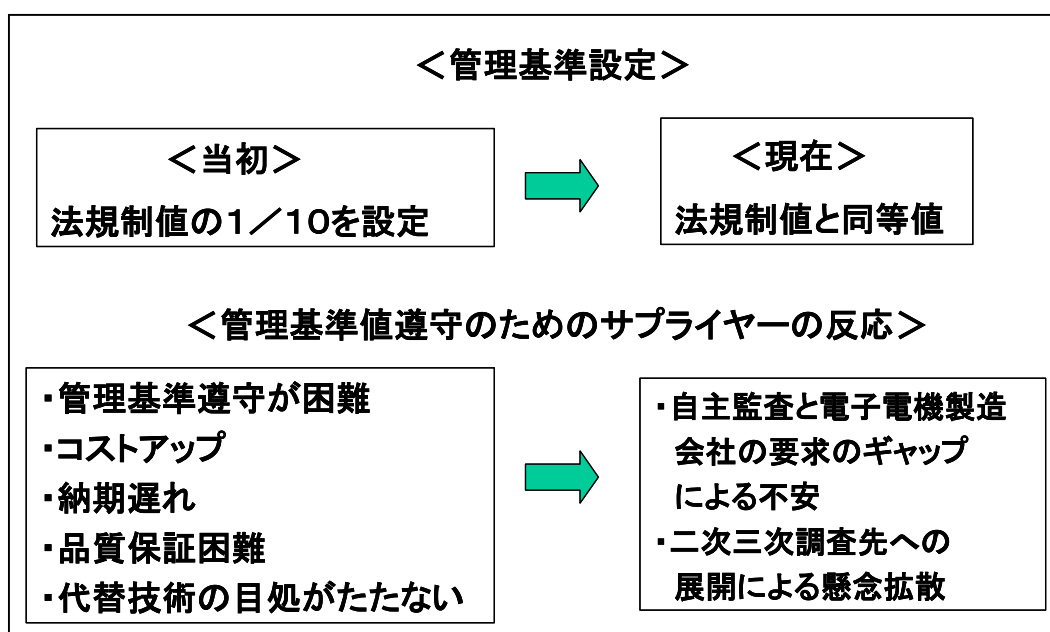 ＜管理基準設定＞
＜当初＞
法規制値の１／１０を設定
＜現在＞
法規制値と同等値
＜管理基準値遵守のためのサプライヤーの反応＞
・管理基準遵守が困難
・コストアップ
・納期遅れ
・品質保証困難
・代替技術の目処がたたない
・自主監査と電子電機製造
会社の要求のギャップ
による不安
・二次三次調査先への
展開による懸念拡散